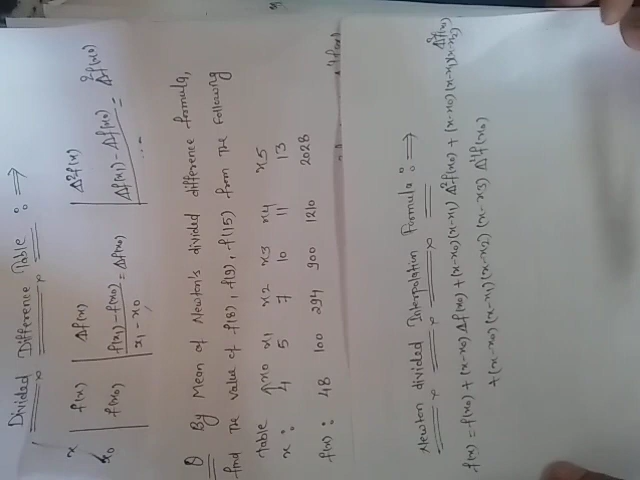 Divided Difference Table :⇒
x | f(x) | Δf(x) | Δ²f(x)
x0 | f(x0) | f(x1)-f(x0) / x1-x0 = Δf(x0) | Δf(x1)-Δf(x0) / ... = Δ²f(x0)
Q By Mean of Newton's divided difference formula,
find The value of f(8), f(9), f(15) from The Following
table x0 x1 x2 x3 x4 x5
x: 4 5 7 10 11 13
f(x): 48 100 294 900 1210 2028
Newton divided Interpolation Formula :⇒
f(x) = f(x0) + (x-x0) Δf(x0) + (x-x0)(x-x1) Δ²f(x0) + (x-x0)(x-x1)(x-x2) Δ³f(x0)
+(x-x0)(x-x1)(x-x2)(x-x3) Δ⁴f(x0)